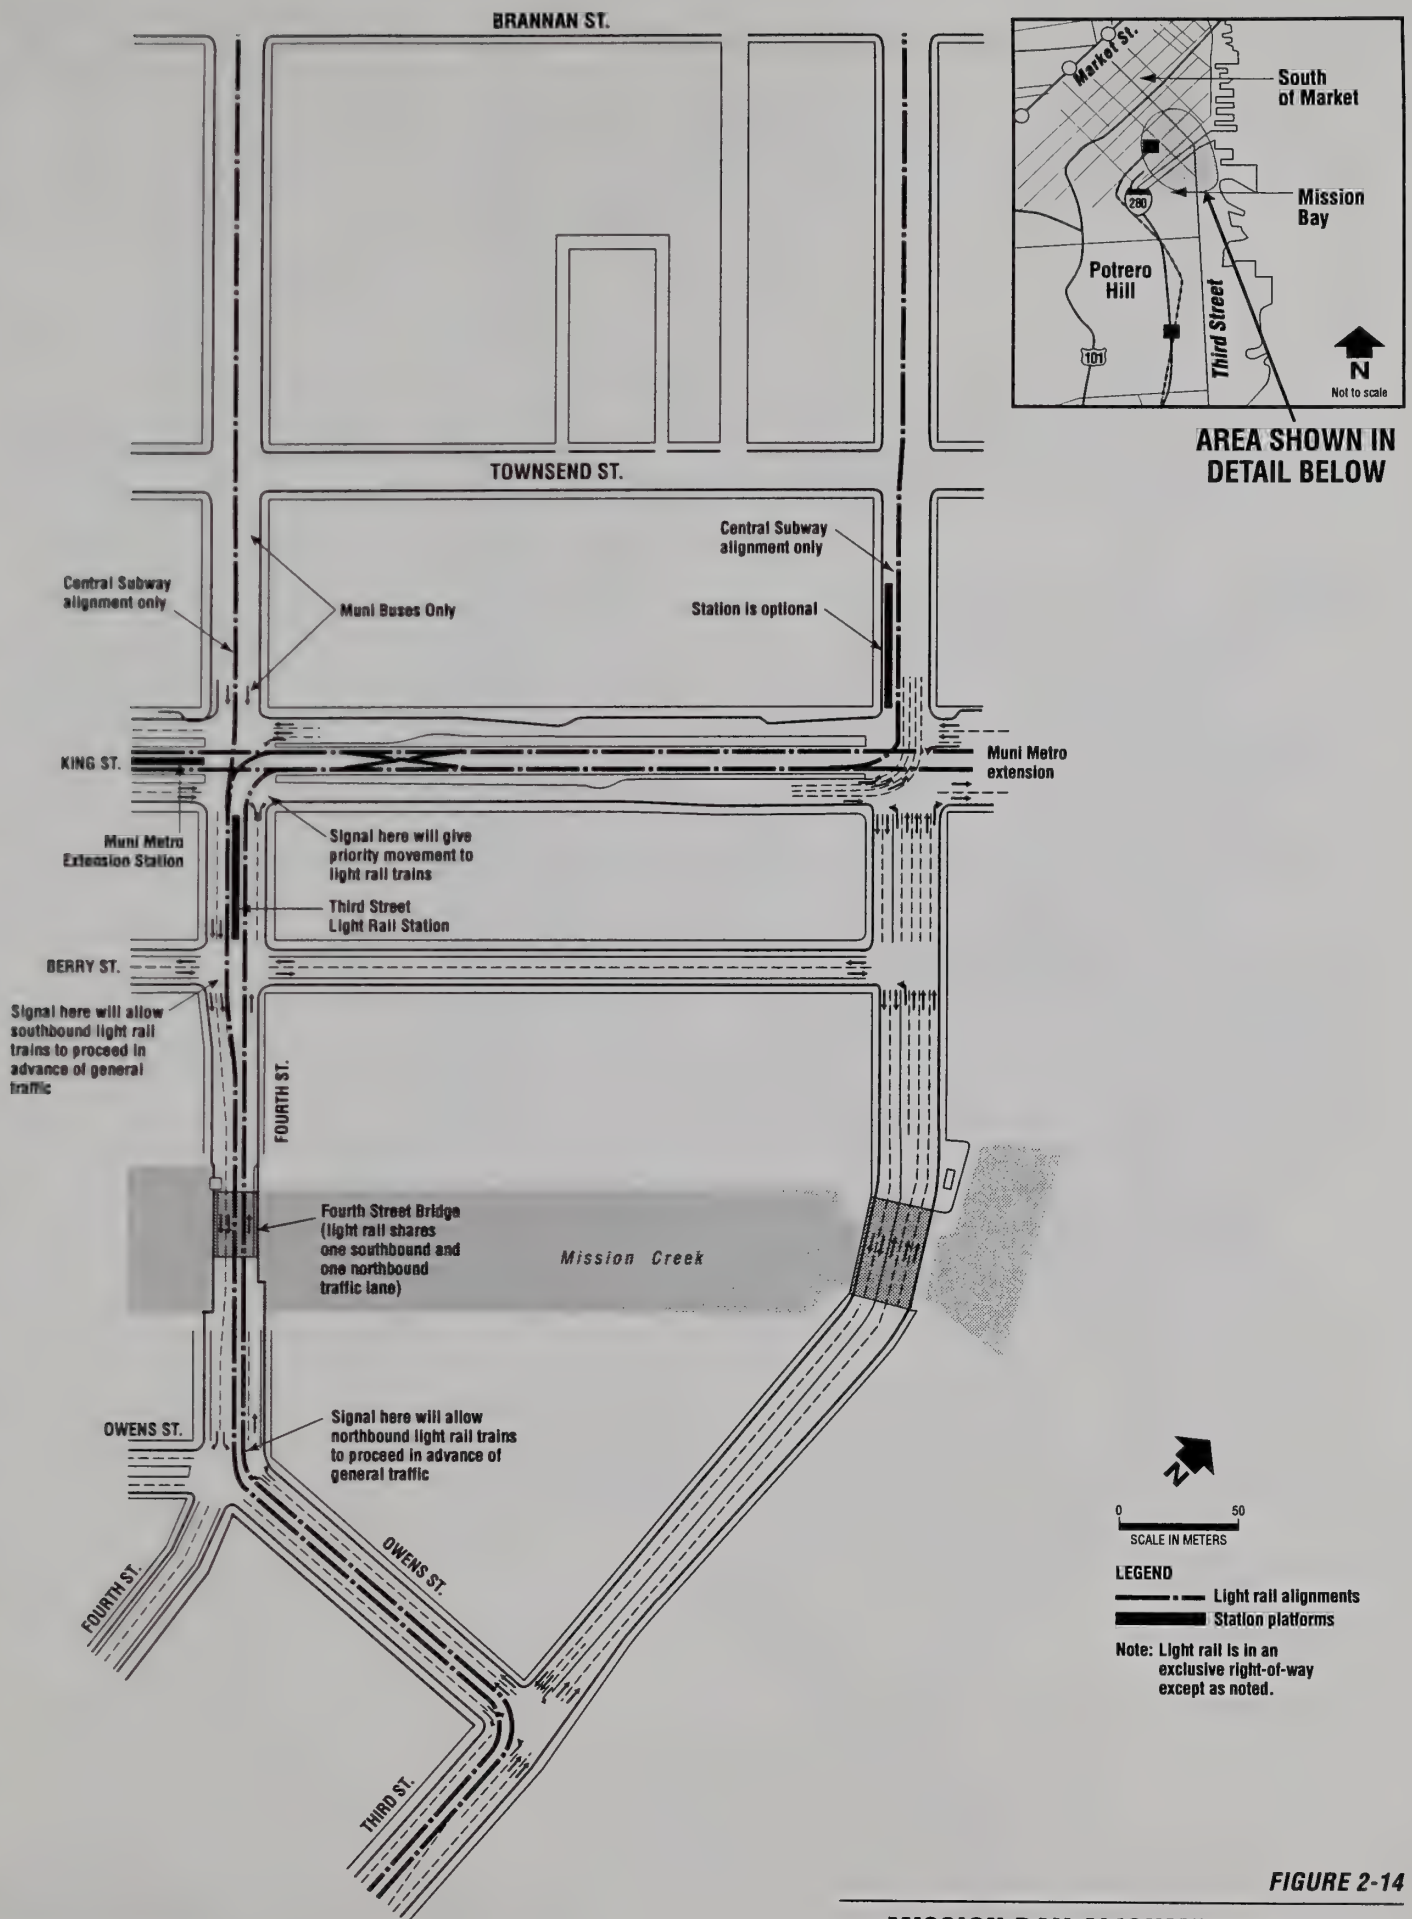 BRANNAN ST.
Market St.
South
of Market
Mission
Bay
280
Potrero
Hill
Third Street
101
N
Not to scale
AREA SHOWN IN
DETAIL BELOW
TOWNSEND ST.
Central Subway
alignment only
Central Subway
alignment only
Muni Buses Only
Station is optional
KING ST.
Muni Metro
extension
Muni Metro
Extension Station
Signal here will give
priority movement to
light rail trains
Third Street
Light Rail Station
BERRY ST.
Signal here will allow
southbound light rail
trains to proceed in
advance of general
traffic
FOURTH ST.
Fourth Street Bridge
(light rail shares
one southbound and
one northbound
traffic lane)
Mission Creek
OWENS ST.
Signal here will allow
northbound light rail trains
to proceed in advance of
general traffic
N
0 50
SCALE IN METERS
OWENS ST.
FOURTH ST.
LEGEND
Light rail alignments
Station platforms
Note: Light rail is in an
exclusive right-of-way
except as noted.
THIRD ST.
FIGURE 2-14